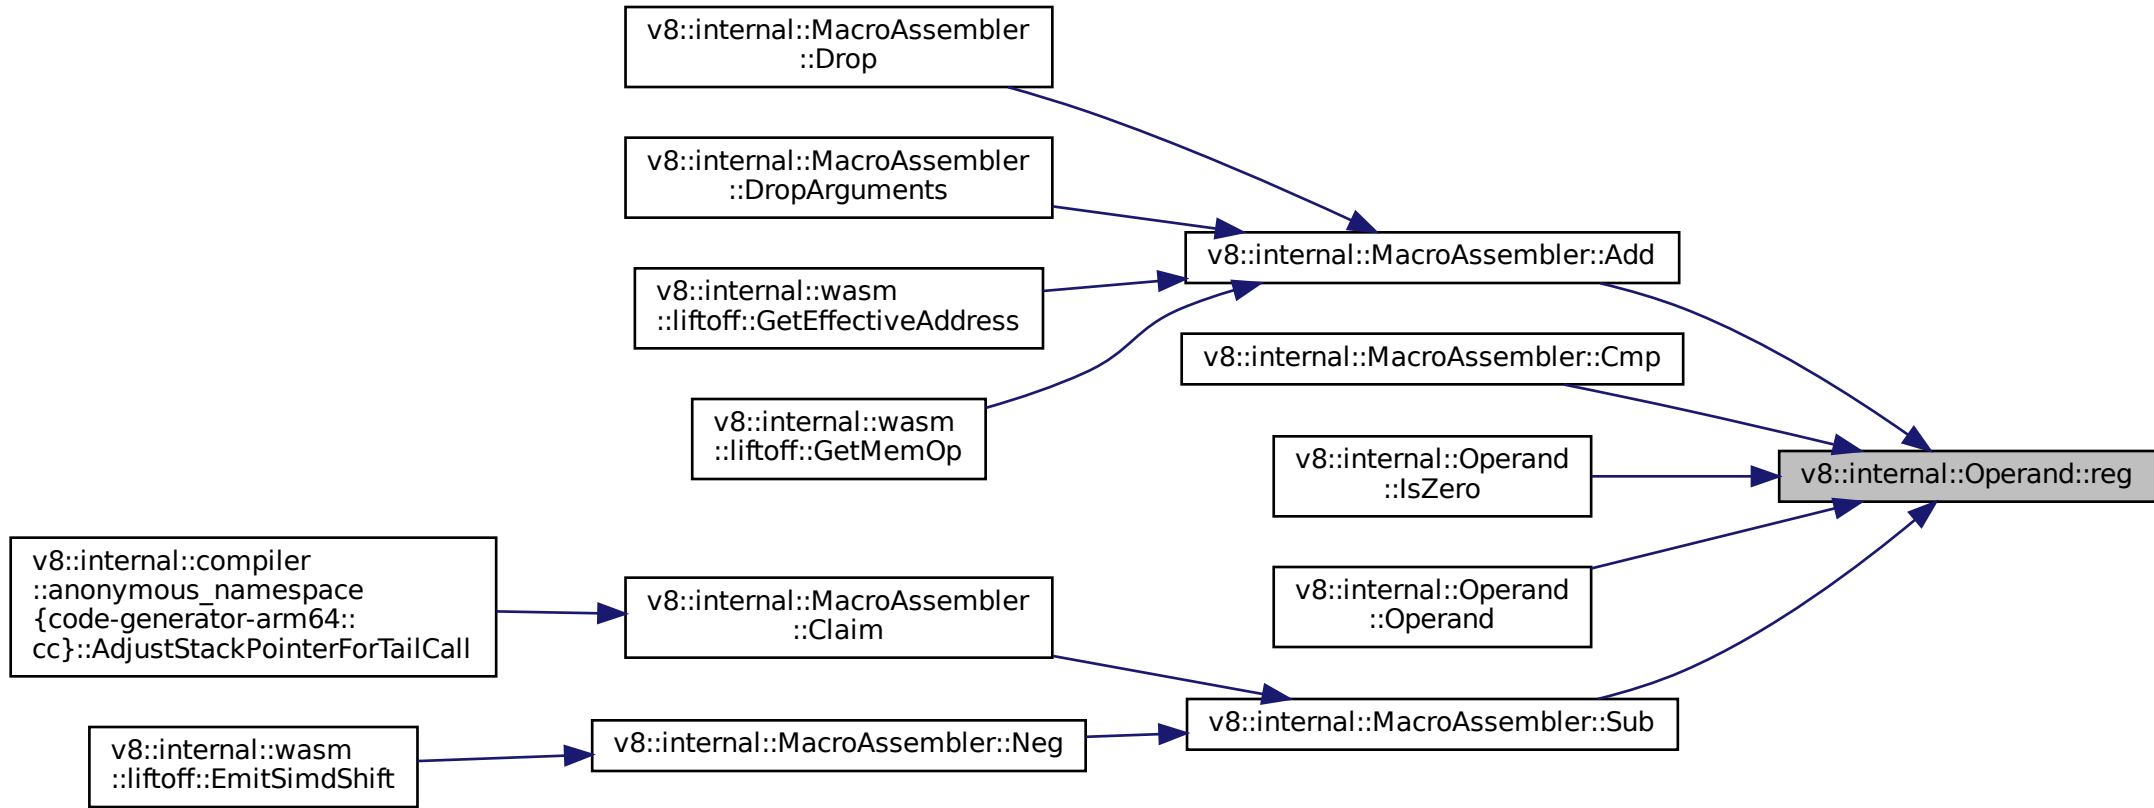 v8::internal::MacroAssembler
::Drop
v8::internal::MacroAssembler
::DropArguments
v8::internal::MacroAssembler::Add
v8::internal::wasm
::liftoff::GetEffectiveAddress
v8::internal::MacroAssembler::Cmp
v8::internal::wasm
::liftoff::GetMemOp
v8::internal::Operand
::IsZero
v8::internal::Operand::reg
v8::internal::compiler
::anonymous_namespace
{code-generator-arm64::
cc}::AdjustStackPointerForTailCall
v8::internal::MacroAssembler
::Claim
v8::internal::Operand
::Operand
v8::internal::MacroAssembler::Sub
v8::internal::MacroAssembler::Neg
v8::internal::wasm
::liftoff::EmitSimdShift